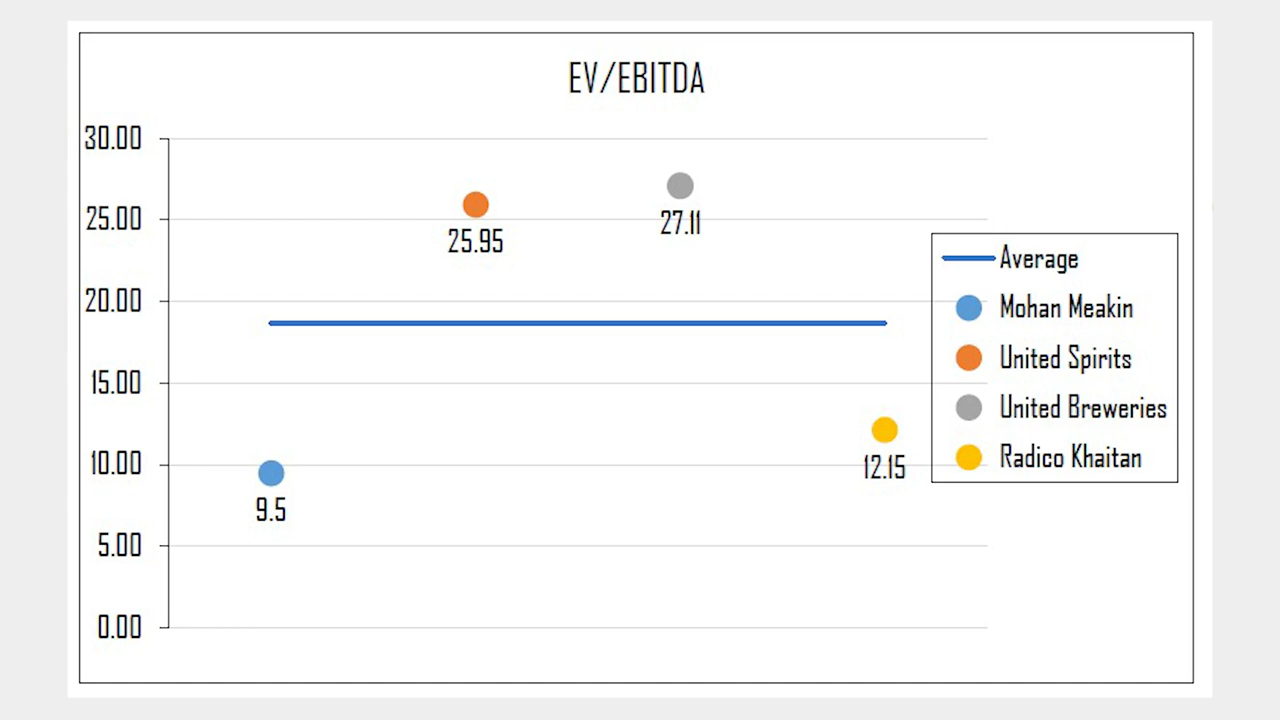 EV/EBITDA
30.00
25.00
20.00
15.00
10.00
5.00
0.00
25.95
27.11
9.5
12.15
Average
Mohan Meakin
United Spirits
United Breweries
Radico Khaitan